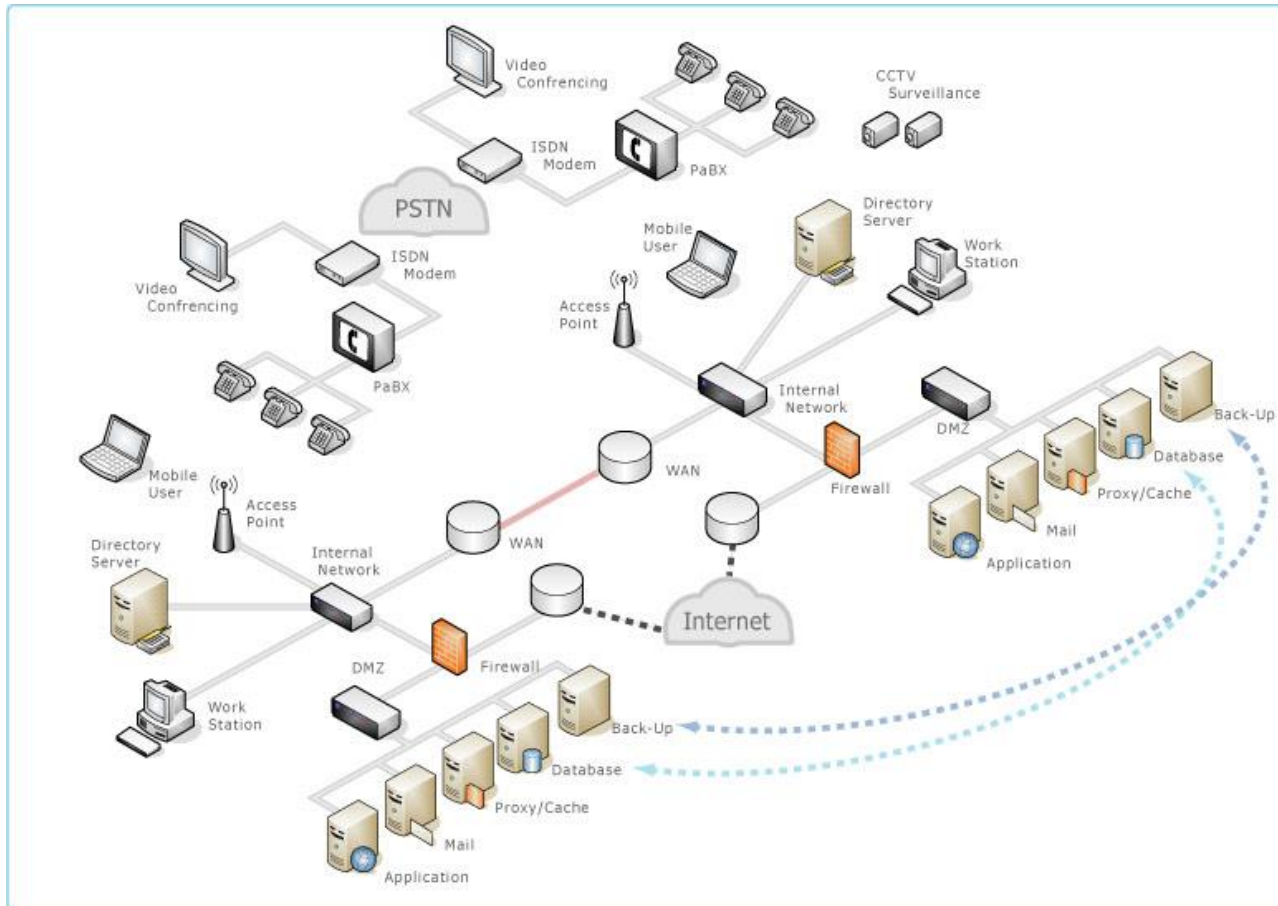 Video
Confrencing
CCTV
Surveillance
ISDN
Modem
PaBX
PSTN
Directory
Server
Mobile
User
Work
Station
ISDN
Modem
Video
Confrencing
Access
Point
PaBX
Internal
Network
DMZ
Back-Up
WAN
Firewall
Database
Mobile
User
Proxy/Cache
Access
Point
Mail
WAN
Directory
Server
Internal
Network
Application
Internet
DMZ
Firewall
Work
Station
Back-Up
Database
Proxy/Cache
Mail
Application